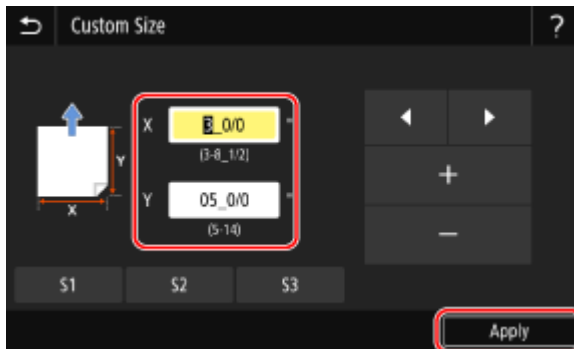 Custom Size
?
X 3_0/0 "
(3-8_1/2)
Y 05_0/0 "
(5-14)
Y
X
+
−
S1 S2 S3
Apply